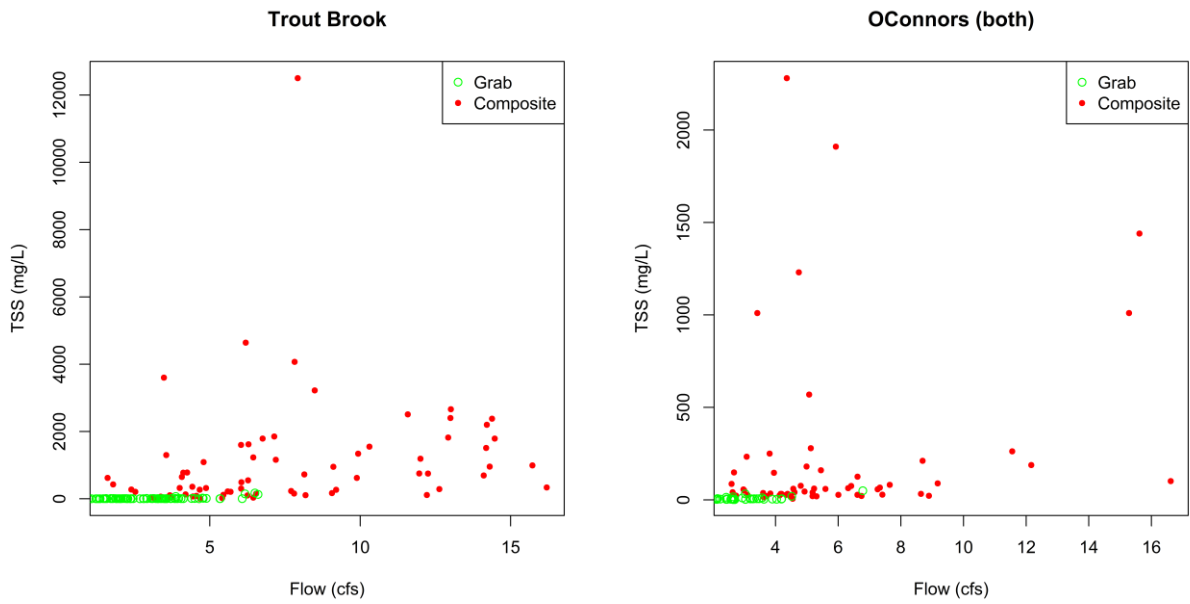 Trout Brook
TSS (mg/L)
12000
10000
8000
6000
4000
2000
0
Grab
Composite
5
10
15
Flow (cfs)
OConnors (both)
TSS (mg/L)
2000
1500
1000
500
0
Grab
Composite
4
6
8
10
12
14
16
Flow (cfs)